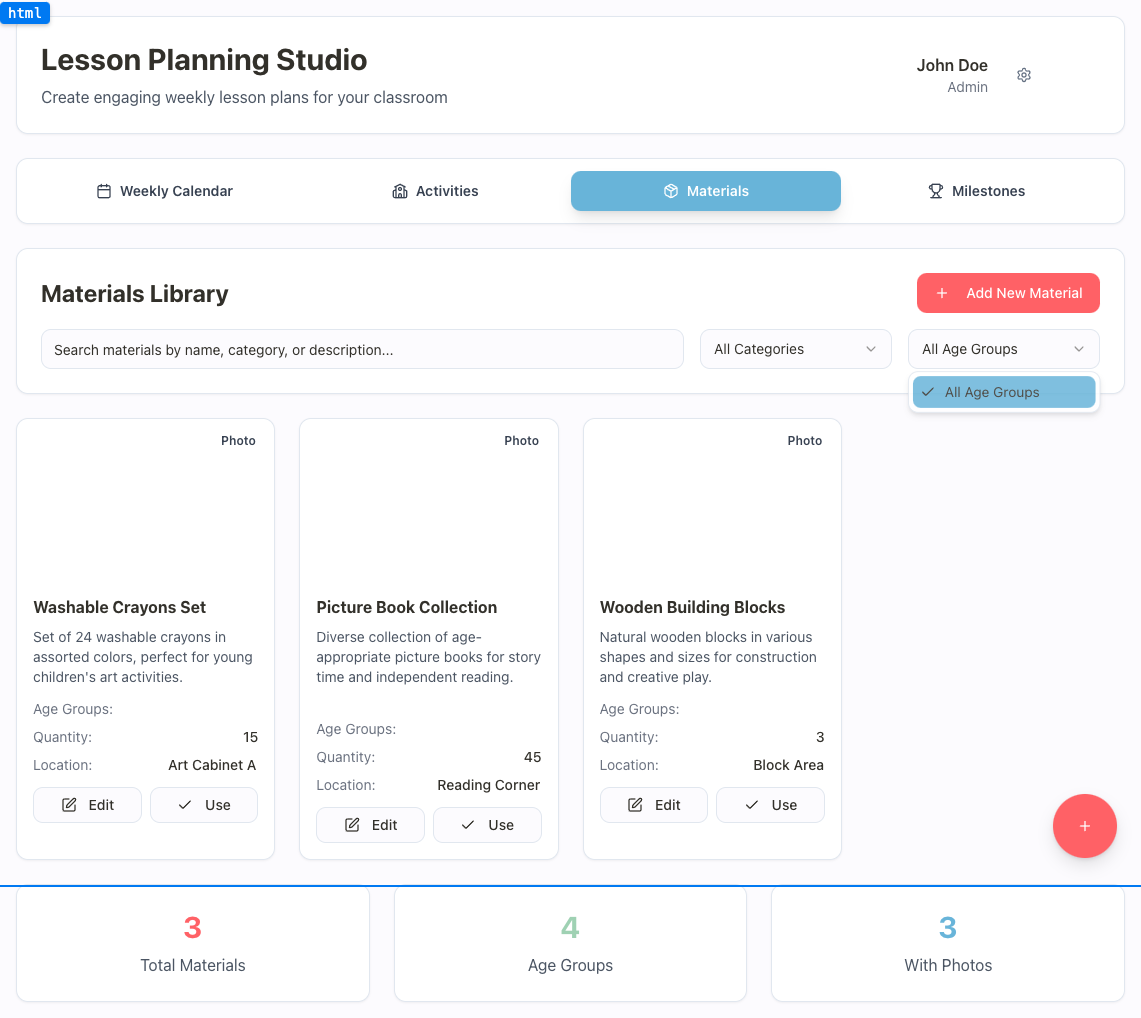 html
Lesson Planning Studio
Create engaging weekly lesson plans for your classroom
John Doe
Admin
Weekly Calendar
Activities
Materials
Milestones
Materials Library
+ Add New Material
Search materials by name, category, or description...
All Categories
All Age Groups
All Age Groups
Photo
Washable Crayons Set
Set of 24 washable crayons in
assorted colors, perfect for young
children's art activities.
Age Groups:
Quantity: 15
Location: Art Cabinet A
Edit
Use
Photo
Picture Book Collection
Diverse collection of age-
appropriate picture books for story
time and independent reading.
Age Groups:
Quantity: 45
Location: Reading Corner
Edit
Use
Photo
Wooden Building Blocks
Natural wooden blocks in various
shapes and sizes for construction
and creative play.
Age Groups:
Quantity: 3
Location: Block Area
Edit
Use
+
3
Total Materials
4
Age Groups
3
With Photos